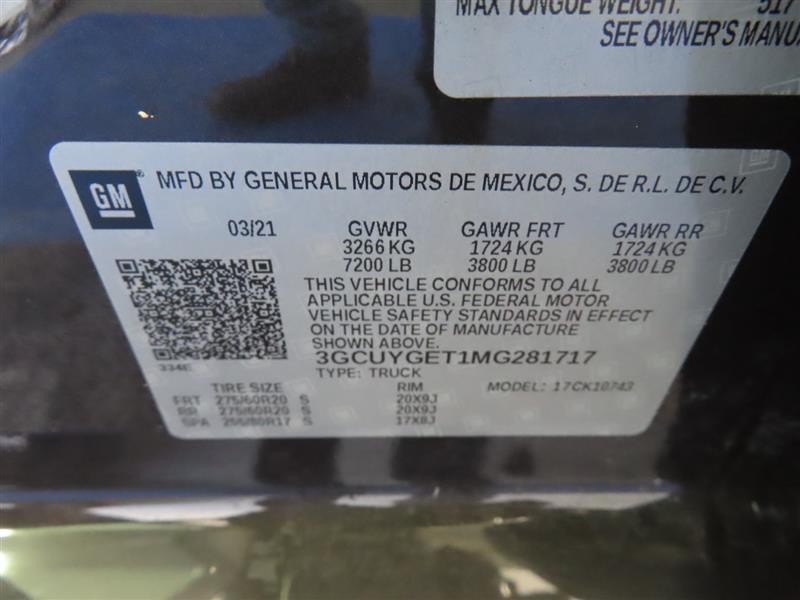 MAX TONGUE WEIGHT: 517
SEE OWNER'S MANU
GM
MFD BY GENERAL MOTORS DE MEXICO, S. DE R.L. DE C.V.
03/21 GVWR GAWR FRT GAWR RR
3266 KG 1724 KG 1724 KG
7200 LB 3800 LB 3800 LB
THIS VEHICLE CONFORMS TO ALL
APPLICABLE U.S. FEDERAL MOTOR
VEHICLE SAFETY STANDARDS IN EFFECT
ON THE DATE OF MANUFACTURE
SHOWN ABOVE.
3GCUYGET1MG281717
334E
TYPE: TRUCK MODEL: 17CK10743
TIRE SIZE RIM
FRT 275/60R20 S 20X9J
RR 275/60R20 S 20X9J
SPA 255/80R17 S 17X8J